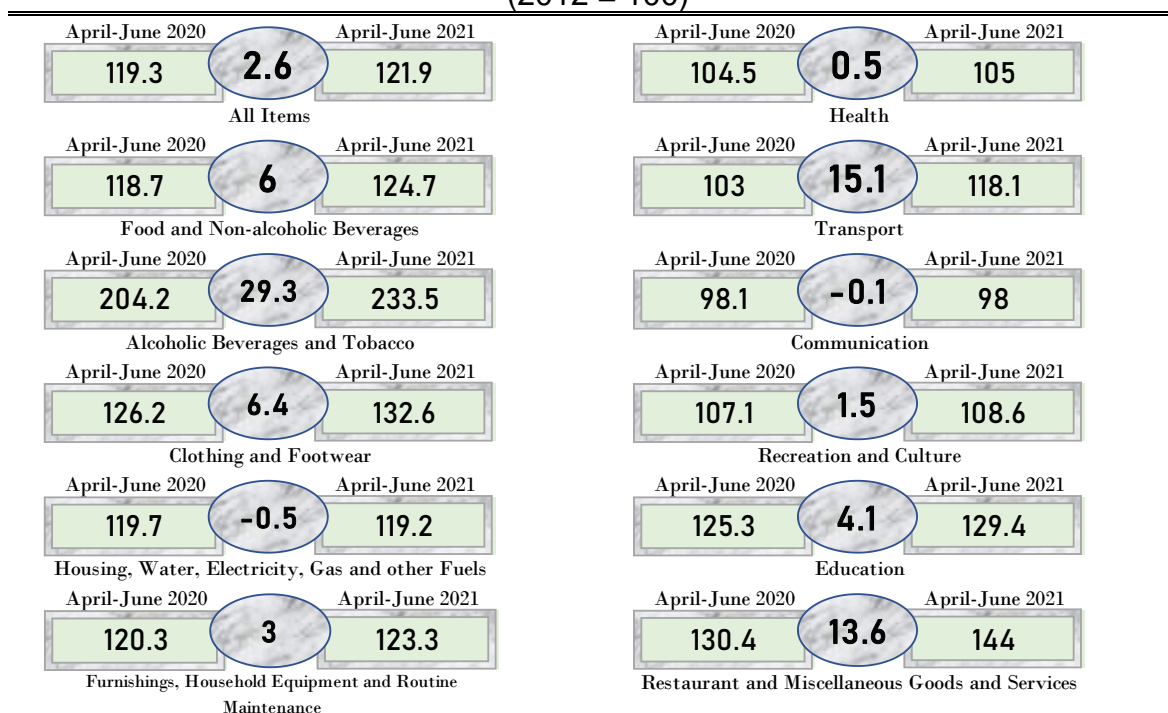 (2012 = 100)
April-June 2020 2.6 April-June 2021
119.3 121.9
All Items
April-June 2020 6 April-June 2021
118.7 124.7
Food and Non-alcoholic Beverages
April-June 2020 29.3 April-June 2021
204.2 233.5
Alcoholic Beverages and Tobacco
April-June 2020 6.4 April-June 2021
126.2 132.6
Clothing and Footwear
April-June 2020 -0.5 April-June 2021
119.7 119.2
Housing, Water, Electricity, Gas and other Fuels
April-June 2020 3 April-June 2021
120.3 123.3
Furnishings, Household Equipment and Routine
Maintenance
April-June 2020 0.5 April-June 2021
104.5 105
Health
April-June 2020 15.1 April-June 2021
103 118.1
Transport
April-June 2020 -0.1 April-June 2021
98.1 98
Communication
April-June 2020 1.5 April-June 2021
107.1 108.6
Recreation and Culture
April-June 2020 4.1 April-June 2021
125.3 129.4
Education
April-June 2020 13.6 April-June 2021
130.4 144
Restaurant and Miscellaneous Goods and Services